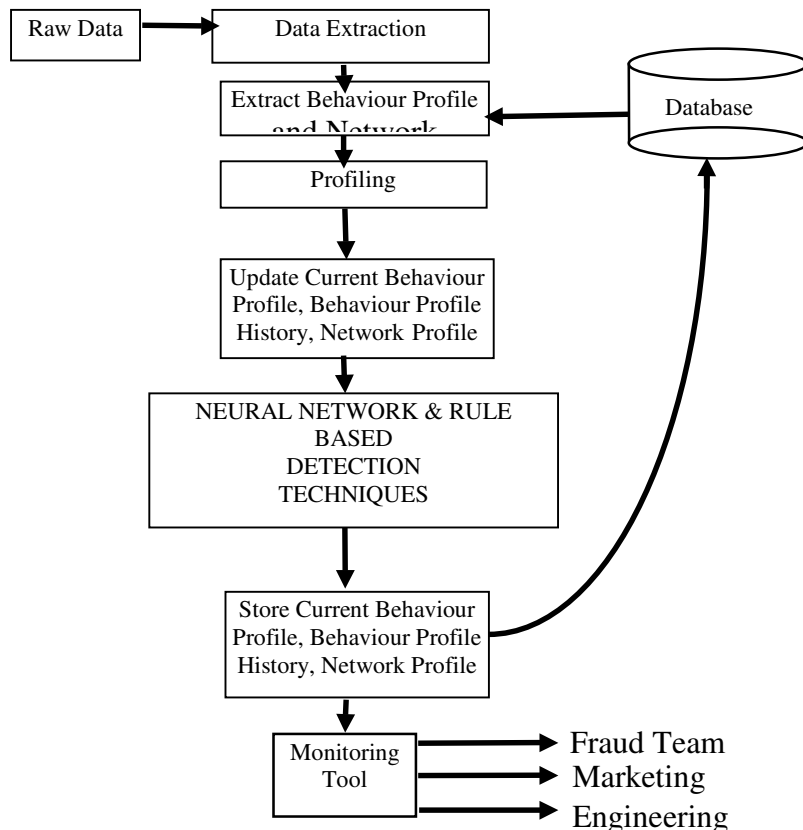 Raw Data
Data Extraction
Extract Behaviour Profile
and Network
Database
Profiling
Update Current Behaviour
Profile, Behaviour Profile
History, Network Profile
NEURAL NETWORK & RULE
BASED
DETECTION
TECHNIQUES
Store Current Behaviour
Profile, Behaviour Profile
History, Network Profile
Monitoring
Tool
Fraud Team
Marketing
Engineering